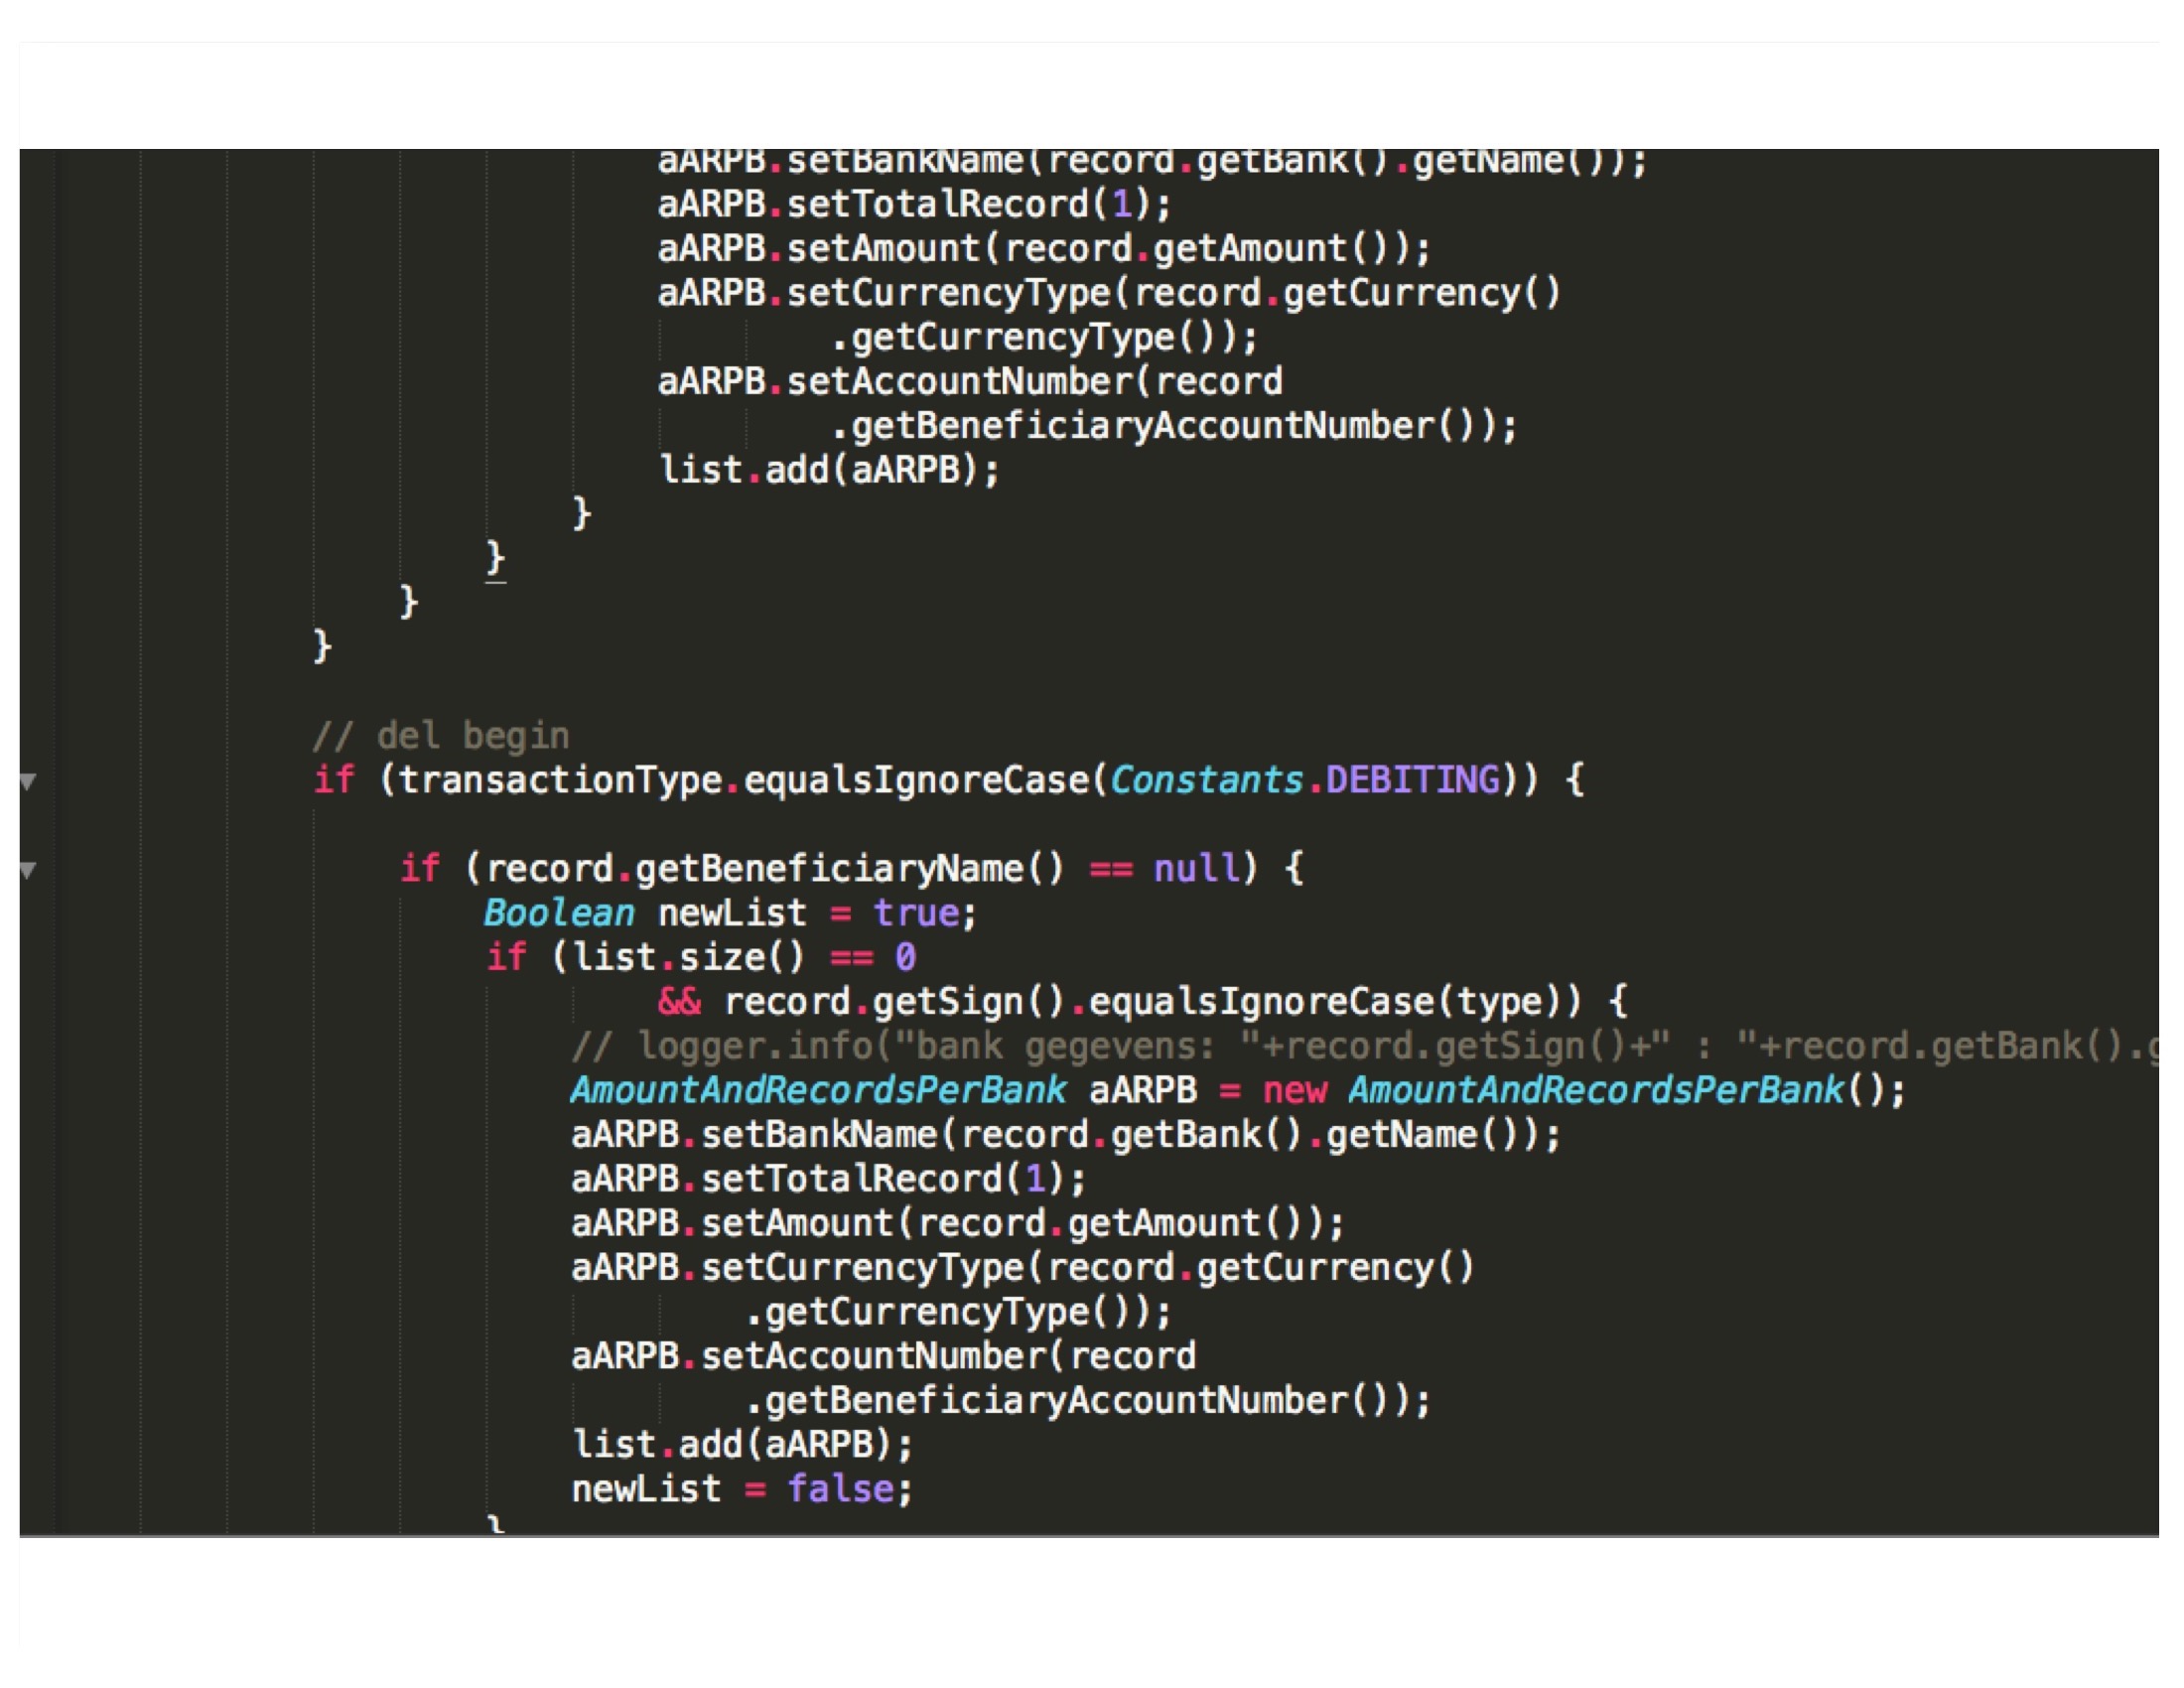 aARPB.setBankName(record.getBank().getName());
aARPB.setTotalRecord(1);
aARPB.setAmount(record.getAmount());
aARPB.setCurrencyType(record.getCurrency()
.getCurrencyType());
aARPB.setAccountNumber(record
.getBeneficiaryAccountNumber());
list.add(aARPB);
}
}
}
}
// del begin
if (transactionType.equalsIgnoreCase(Constants.DEBITING)) {
if (record.getBeneficiaryName() == null) {
Boolean newList = true;
if (list.size() == 0
&& record.getSign().equalsIgnoreCase(type)) {
// logger.info("bank gegevens: "+record.getSign()+" : "+record.getBank().g
AmountAndRecordsPerBank aARPB = new AmountAndRecordsPerBank();
aARPB.setBankName(record.getBank().getName());
aARPB.setTotalRecord(1);
aARPB.setAmount(record.getAmount());
aARPB.setCurrencyType(record.getCurrency()
.getCurrencyType());
aARPB.setAccountNumber(record
.getBeneficiaryAccountNumber());
list.add(aARPB);
newList = false;
}